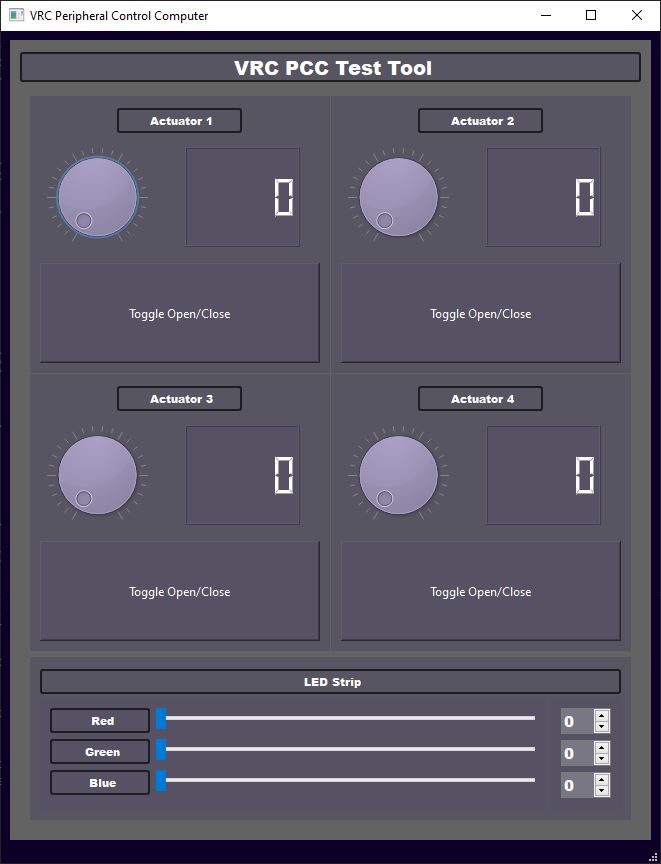 VRC Peripheral Control Computer
VRC PCC Test Tool
Actuator 1
Actuator 2
0
0
Toggle Open/Close
Toggle Open/Close
Actuator 3
Actuator 4
0
0
Toggle Open/Close
Toggle Open/Close
LED Strip
Red
0
Green
0
Blue
0